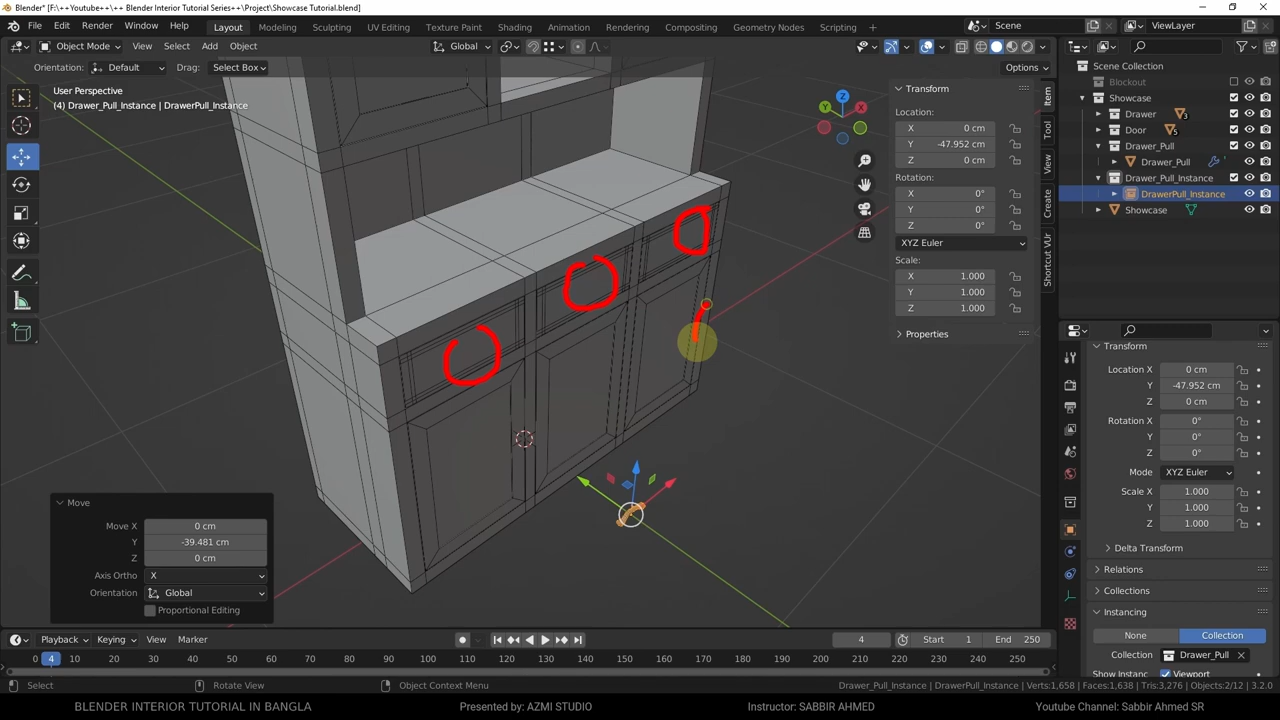 Blender* [F:\++Youtube++\++ Blender Interior Tutorial Series++\Project\Showcase Tutorial.blend]
File Edit Render Window Help Layout Modeling Sculpting UV Editing Texture Paint Shading Animation Rendering Compositing Geometry Nodes Scripting Scene ViewLayer
Object Mode View Select Add Object Global
Orientation: Default Drag: Select Box Options
User Perspective
(4) Drawer_Pull_Instance | DrawerPull_Instance
Z
Y
X
Transform
Location:
X 0 cm
Y -47.952 cm
Z 0 cm
Rotation:
X 0°
Y 0°
Z 0°
XYZ Euler
Scale:
X 1.000
Y 1.000
Z 1.000
Properties
Item
Tool
View
Create
Shortcut VUr
Scene Collection
Blockout
Showcase
Drawer 3
Door 5
Drawer_Pull
Drawer_Pull
Drawer_Pull_Instance
DrawerPull_Instance
Showcase
Transform
Location X 0 cm
Y -47.952 cm
Z 0 cm
Rotation X 0°
Y 0°
Z 0°
Mode XYZ Euler
Scale X 1.000
Y 1.000
Z 1.000
Delta Transform
Relations
Collections
Instancing
None Collection
Collection Drawer_Pull
Show Instance Viewport
Move
Move X 0 cm
Y -39.481 cm
Z 0 cm
Axis Ortho X
Orientation Global
Proportional Editing
Playback Keying View Marker 4 Start 1 End 250
0 4 10 20 30 40 50 60 70 80 90 100 110 120 130 140 150 160 170 180 190 200 210 220 230 240 250
Select Rotate View Object Context Menu Drawer_Pull_Instance | DrawerPull_Instance | Verts:1,658 | Faces:1,638 | Tris:3,276 | Objects:2/12 | 3.2.0
BLENDER INTERIOR TUTORIAL IN BANGLA Presented by: AZMI STUDIO Instructor: SABBIR AHMED Youtube Channel: Sabbir Ahmed SR